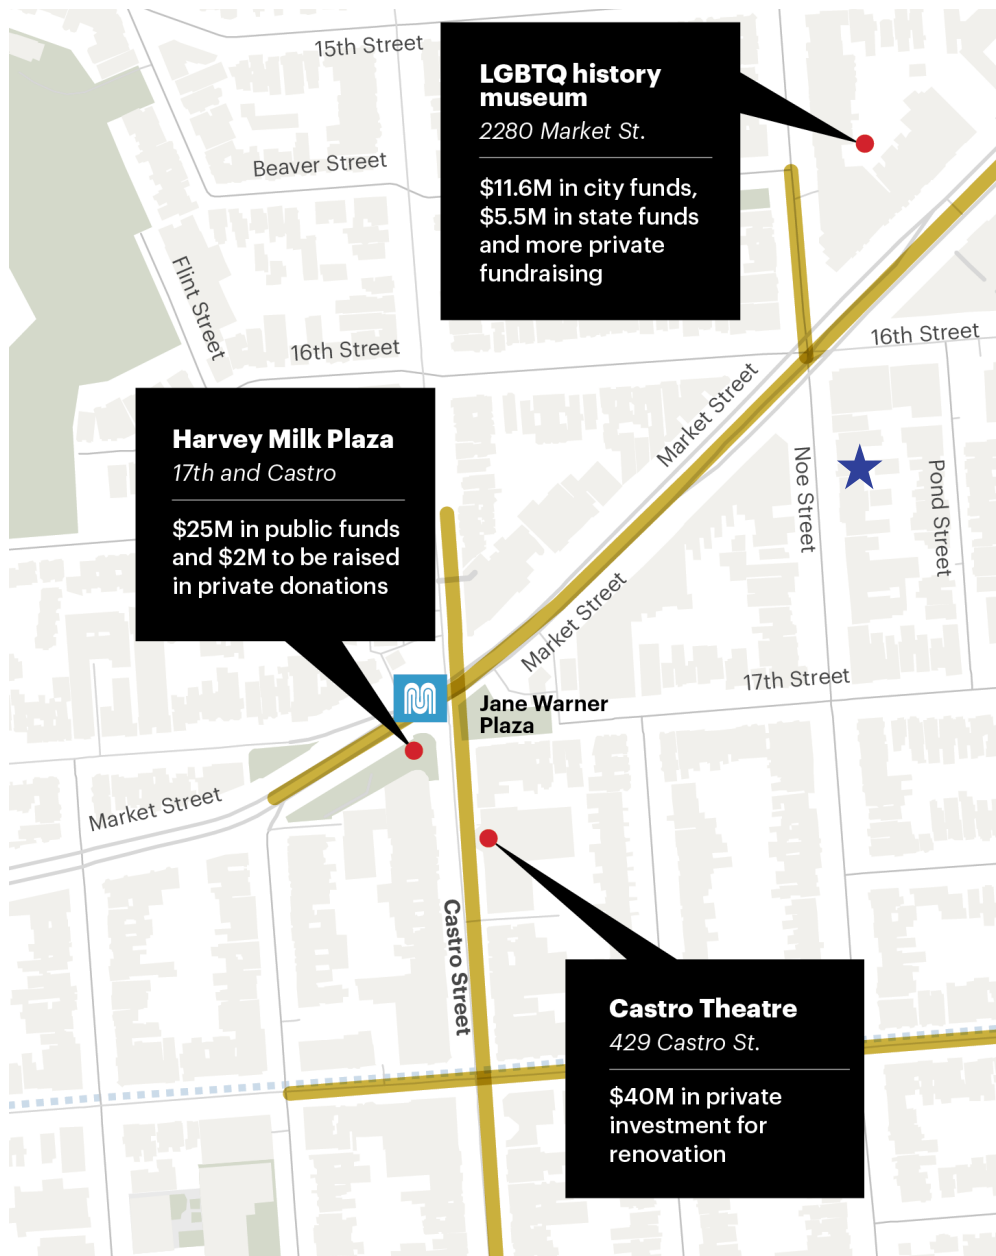 15th Street
LGBTQ history
museum
2280 Market St.
$11.6M in city funds,
$5.5M in state funds
and more private
fundraising
Beaver Street
Flint Street
16th Street
16th Street
Market Street
Harvey Milk Plaza
17th and Castro
$25M in public funds
and $2M to be raised
in private donations
Noe Street
Pond Street
Market Street
17th Street
Jane Warner
Plaza
Market Street
Castro Street
Castro Theatre
429 Castro St.
$40M in private
investment for
renovation